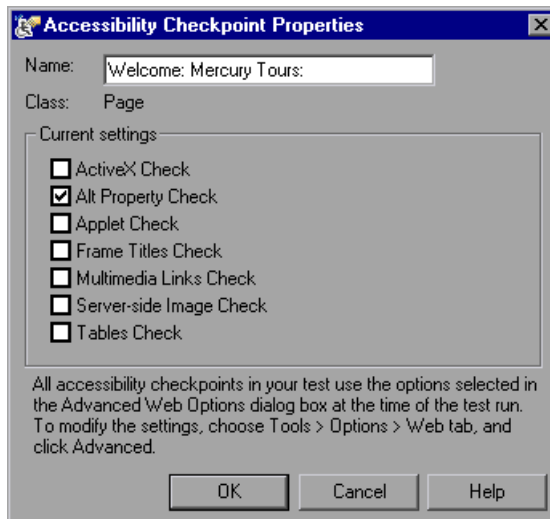 Accessibility Checkpoint Properties
Name: Welcome: Mercury Tours:
Class: Page
Current settings
ActiveX Check
Alt Property Check
Applet Check
Frame Titles Check
Multimedia Links Check
Server-side Image Check
Tables Check
All accessibility checkpoints in your test use the options selected in
the Advanced Web Options dialog box at the time of the test run.
To modify the settings, choose Tools > Options > Web tab, and
click Advanced.
OK Cancel Help